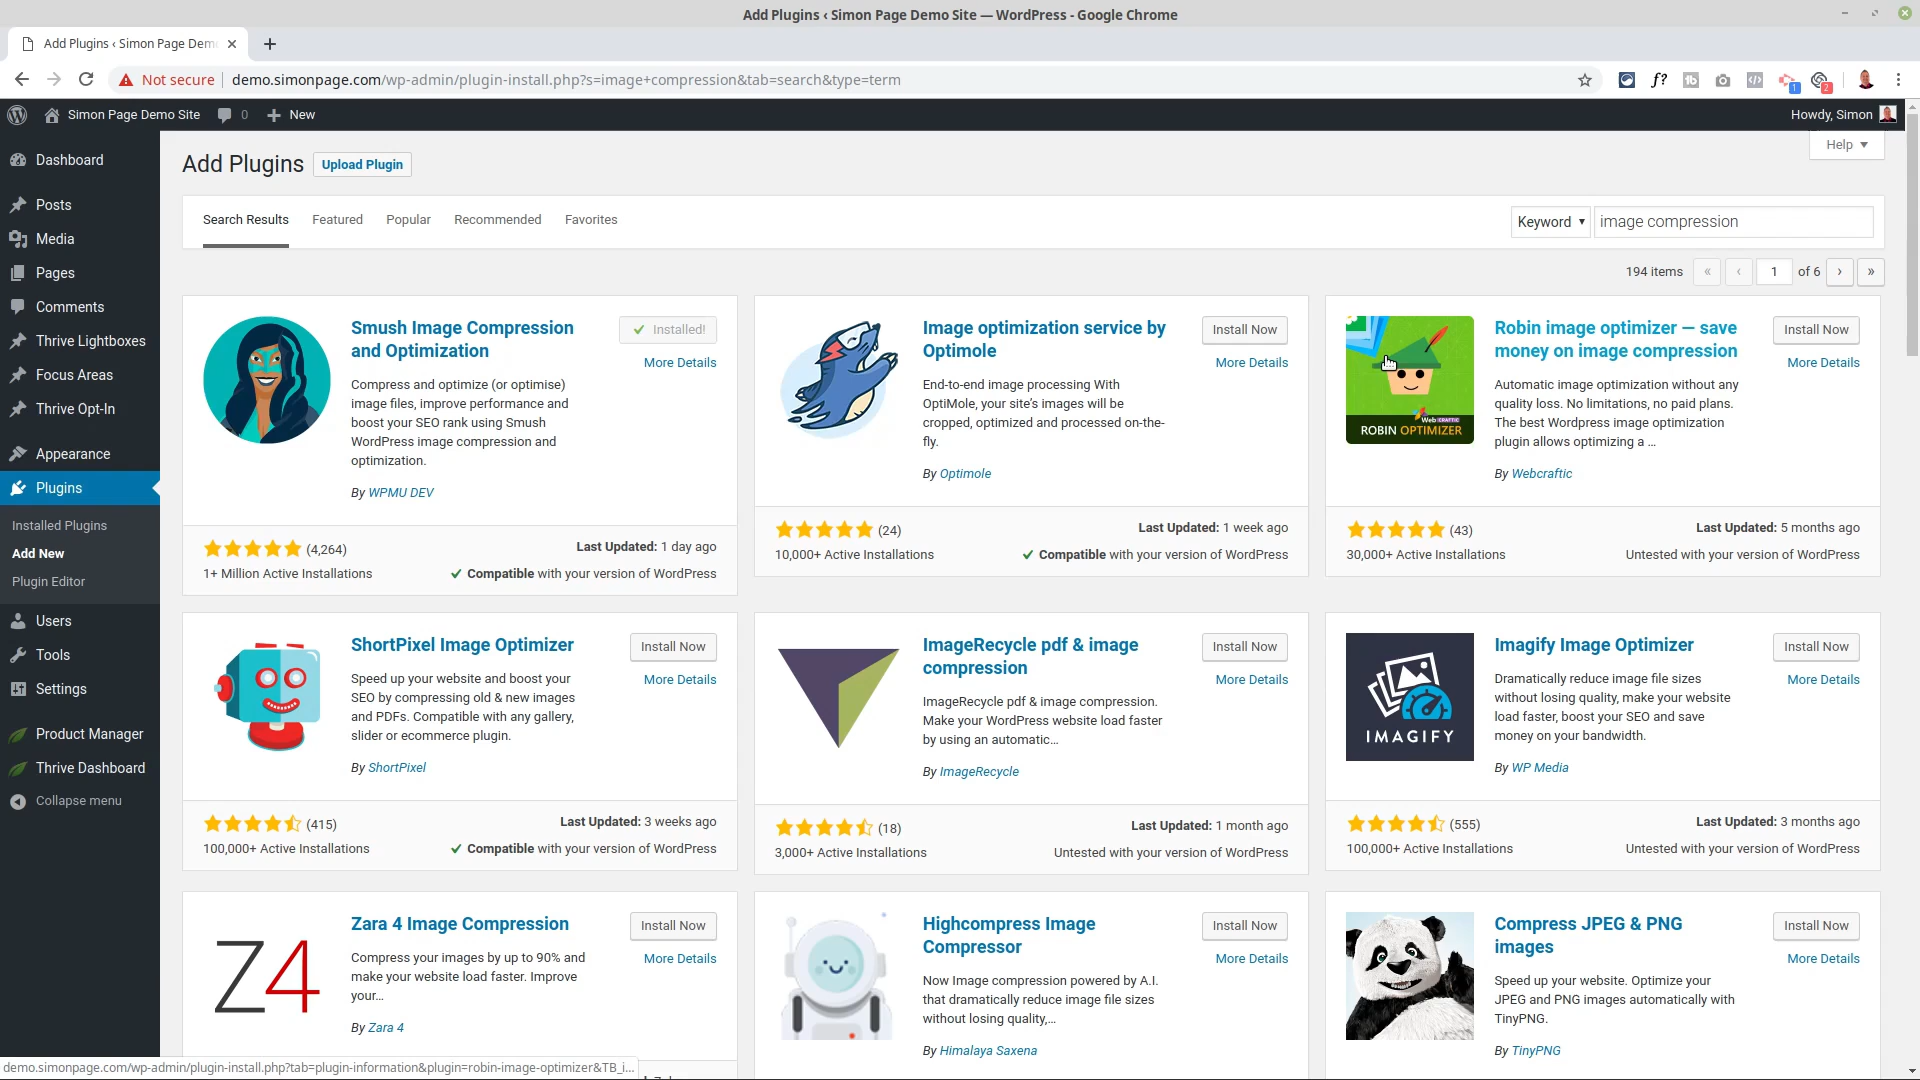 Add Plugins ‹ Simon Page Demo Site — WordPress - Google Chrome
Add Plugins ‹ Simon Page Dem
Not secure
demo.simonpage.com/wp-admin/plugin-install.php?s=image+compression&tab=search&type=term
f?
1
2
Simon Page Demo Site
0
New
Howdy, Simon
Dashboard
Posts
Media
Pages
Comments
Thrive Lightboxes
Focus Areas
Thrive Opt-In
Appearance
Plugins
Installed Plugins
Add New
Plugin Editor
Users
Tools
Settings
Product Manager
Thrive Dashboard
Collapse menu
Add Plugins
Upload Plugin
Help
Search Results
Featured
Popular
Recommended
Favorites
Keyword
image compression
194 items
«
‹
1
of 6
›
»
Smush Image Compression
and Optimization
Installed!
More Details
Compress and optimize (or optimise)
image files, improve performance and
boost your SEO rank using Smush
WordPress image compression and
optimization.
By WPMU DEV
(4,264)
1+ Million Active Installations
Last Updated: 1 day ago
Compatible with your version of WordPress
Image optimization service by
Optimole
Install Now
More Details
End-to-end image processing With
OptiMole, your site's images will be
cropped, optimized and processed on-the-
fly.
By Optimole
(24)
10,000+ Active Installations
Last Updated: 1 week ago
Compatible with your version of WordPress
ROBIN OPTIMIZER
Robin image optimizer — save
money on image compression
Install Now
More Details
Automatic image optimization without any
quality loss. No limitations, no paid plans.
The best Wordpress image optimization
plugin allows optimizing a …
By Webcraftic
(43)
30,000+ Active Installations
Last Updated: 5 months ago
Untested with your version of WordPress
ShortPixel Image Optimizer
Install Now
More Details
Speed up your website and boost your
SEO by compressing old & new images
and PDFs. Compatible with any gallery,
slider or ecommerce plugin.
By ShortPixel
(415)
100,000+ Active Installations
Last Updated: 3 weeks ago
Compatible with your version of WordPress
ImageRecycle pdf & image
compression
Install Now
More Details
ImageRecycle pdf & image compression.
Make your WordPress website load faster
by using an automatic…
By ImageRecycle
(18)
3,000+ Active Installations
Last Updated: 1 month ago
Untested with your version of WordPress
IMAGIFY
Imagify Image Optimizer
Install Now
More Details
Dramatically reduce image file sizes
without losing quality, make your website
load faster, boost your SEO and save
money on your bandwidth.
By WP Media
(555)
100,000+ Active Installations
Last Updated: 3 months ago
Untested with your version of WordPress
Z4
Zara 4 Image Compression
Install Now
More Details
Compress your images by up to 90% and
make your website load faster. Improve
your…
By Zara 4
Highcompress Image
Compressor
Install Now
More Details
Now Image compression powered by A.I.
that dramatically reduce image file sizes
without losing quality,…
By Himalaya Saxena
Compress JPEG & PNG
images
Install Now
More Details
Speed up your website. Optimize your
JPEG and PNG images automatically with
TinyPNG.
By TinyPNG
demo.simonpage.com/wp-admin/plugin-install.php?tab=plugin-information&plugin=robin-image-optimizer&TB_i…